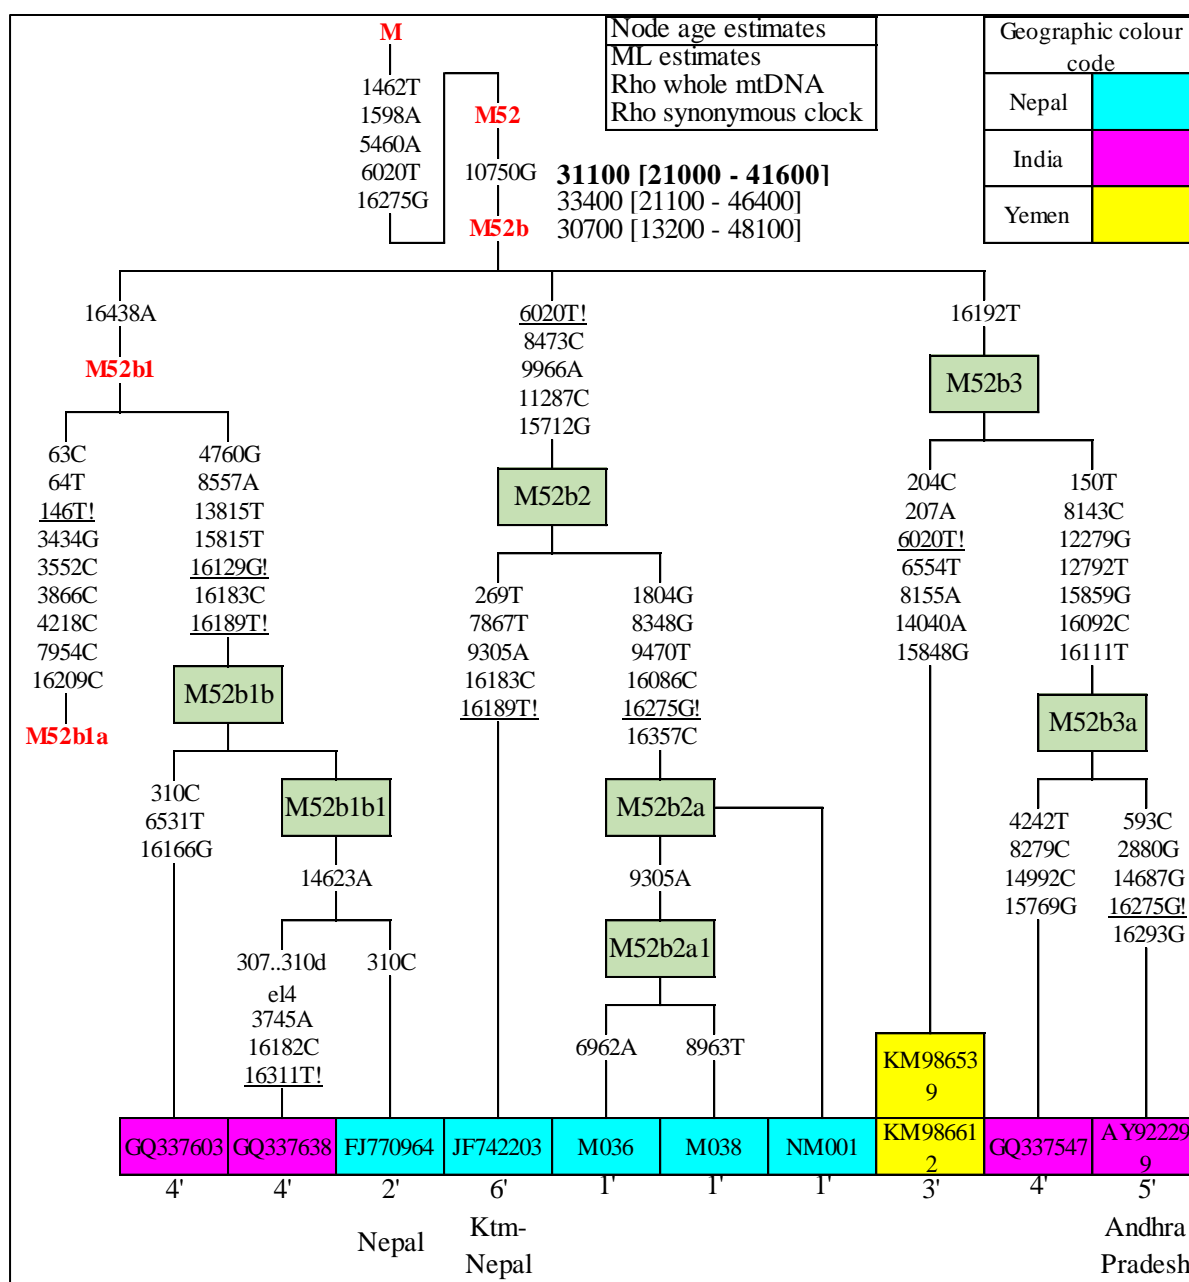 M
1462T
1598A
5460A
6020T
16275G
M52
10750G
M52b
Node age estimates
ML estimates
Rho whole mtDNA
Rho synonymous clock
31100 [21000 - 41600]
33400 [21100 - 46400]
30700 [13200 - 48100]
Geographic colour
code
Nepal
India
Yemen
16438A
M52b1
63C
64T
146T!
3434G
3552C
3866C
4218C
7954C
16209C
M52b1a
4760G
8557A
13815T
15815T
16129G!
16183C
16189T!
M52b1b
310C
6531T
16166G
M52b1b1
14623A
307..310d
el4
3745A
16182C
16311T!
310C
6020T!
8473C
9966A
11287C
15712G
M52b2
269T
7867T
9305A
16183C
16189T!
1804G
8348G
9470T
16086C
16275G!
16357C
M52b2a
9305A
M52b2a1
6962A
8963T
16192T
M52b3
204C
207A
6020T!
6554T
8155A
14040A
15848G
150T
8143C
12279G
12792T
15859G
16092C
16111T
M52b3a
4242T
8279C
14992C
15769G
593C
2880G
14687G
16275G!
16293G
KM98653
9
GQ337603
GQ337638
FJ770964
JF742203
M036
M038
NM001
KM98661
2
GQ337547
AY92229
9
4'
4'
2'
6'
1'
1'
1'
3'
4'
5'
Nepal
Ktm-
Nepal
Andhra
Pradesh